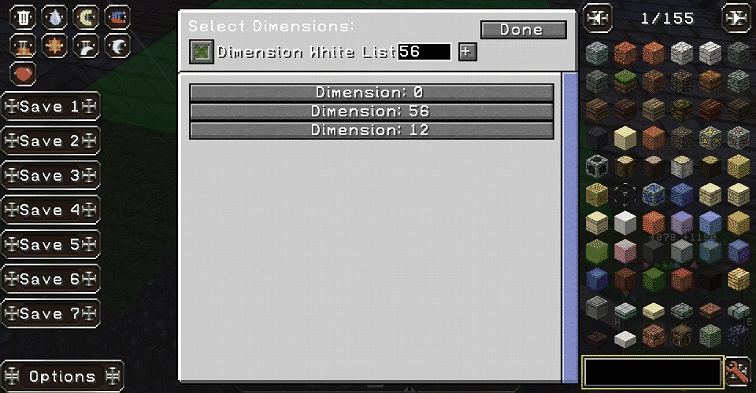 Select Dimensions:
Done
Dimension White List 56 +
Dimension: 0
Dimension: 56
Dimension: 12
1/155
Save 1
Save 2
Save 3
Save 4
Save 5
Save 6
Save 7
Options